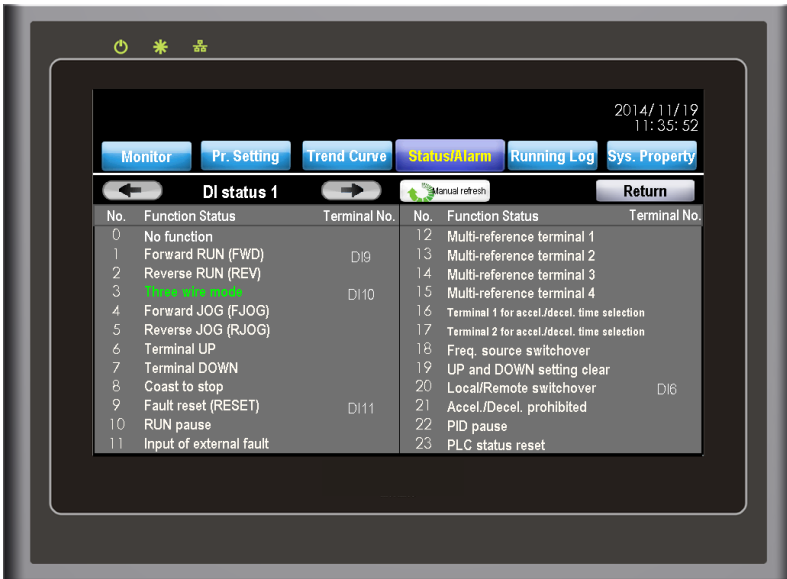 2014/11/19
11:35:52
Monitor Pr. Setting Trend Curve Status/Alarm Running Log Sys. Property
DI status 1 Manual refresh Return
No. Function Status Terminal No. No. Function Status Terminal No.
0 No function 12 Multi-reference terminal 1
1 Forward RUN (FWD) DI9 13 Multi-reference terminal 2
2 Reverse RUN (REV) 14 Multi-reference terminal 3
3 Three wire mode DI10 15 Multi-reference terminal 4
4 Forward JOG (FJOG) 16 Terminal 1 for accel./decel. time selection
5 Reverse JOG (RJOG) 17 Terminal 2 for accel./decel. time selection
6 Terminal UP 18 Freq. source switchover
7 Terminal DOWN 19 UP and DOWN setting clear
8 Coast to stop 20 Local/Remote switchover DI6
9 Fault reset (RESET) DI11 21 Accel./Decel. prohibited
10 RUN pause 22 PID pause
11 Input of external fault 23 PLC status reset